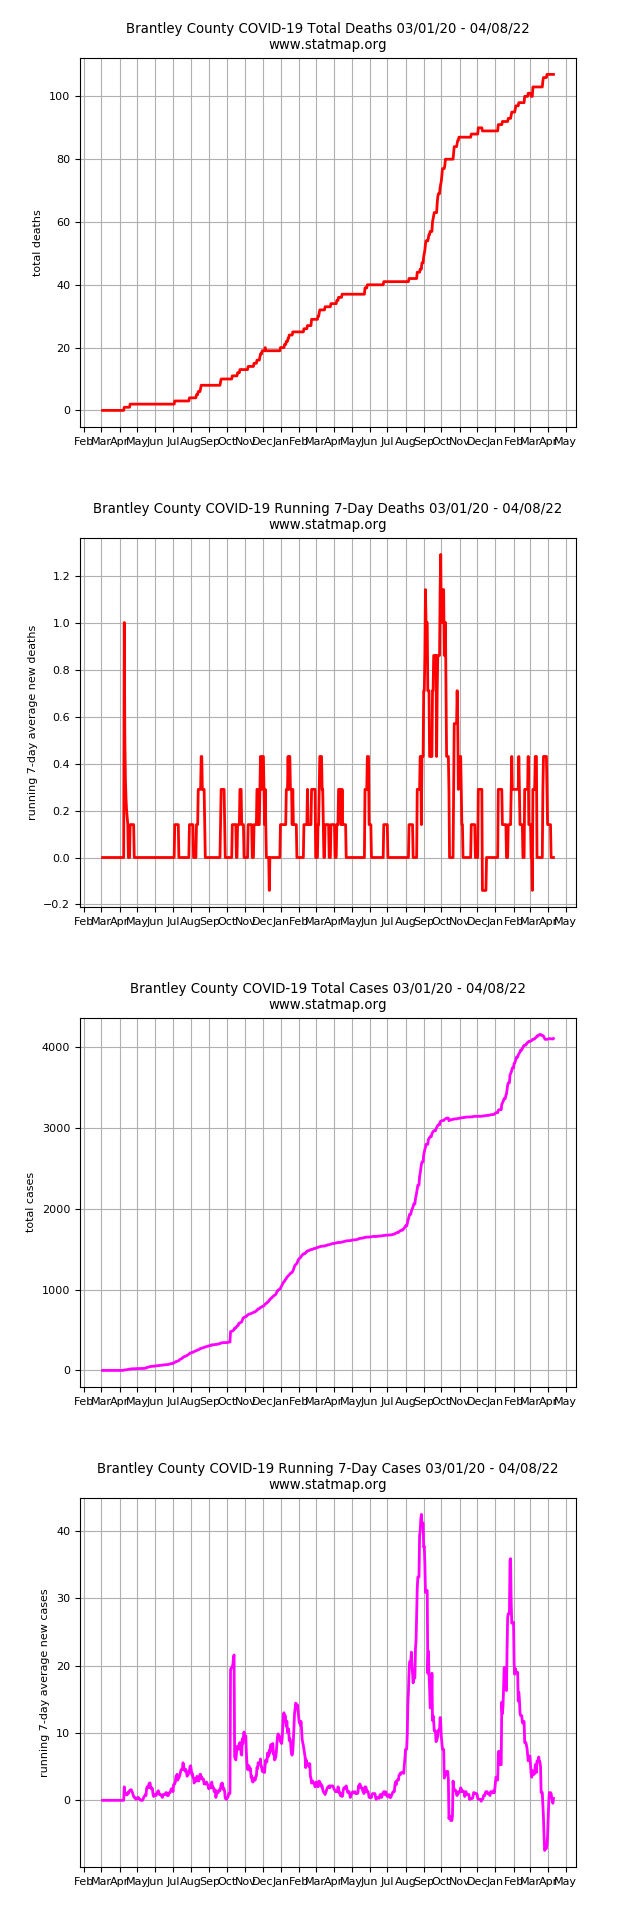 Brantley County COVID-19 Total Deaths 03/01/20 - 04/08/22
www.statmap.org
total deaths
100
80
60
40
20
0
Feb Mar Apr May Jun Jul Aug Sep Oct Nov Dec Jan Feb Mar Apr May Jun Jul Aug Sep Oct Nov Dec Jan Feb Mar Apr May
Brantley County COVID-19 Running 7-Day Deaths 03/01/20 - 04/08/22
www.statmap.org
running 7-day average new deaths
1.2
1.0
0.8
0.6
0.4
0.2
0.0
−0.2
Feb Mar Apr May Jun Jul Aug Sep Oct Nov Dec Jan Feb Mar Apr May Jun Jul Aug Sep Oct Nov Dec Jan Feb Mar Apr May
Brantley County COVID-19 Total Cases 03/01/20 - 04/08/22
www.statmap.org
total cases
4000
3000
2000
1000
0
Feb Mar Apr May Jun Jul Aug Sep Oct Nov Dec Jan Feb Mar Apr May Jun Jul Aug Sep Oct Nov Dec Jan Feb Mar Apr May
Brantley County COVID-19 Running 7-Day Cases 03/01/20 - 04/08/22
www.statmap.org
running 7-day average new cases
40
30
20
10
0
Feb Mar Apr May Jun Jul Aug Sep Oct Nov Dec Jan Feb Mar Apr May Jun Jul Aug Sep Oct Nov Dec Jan Feb Mar Apr May